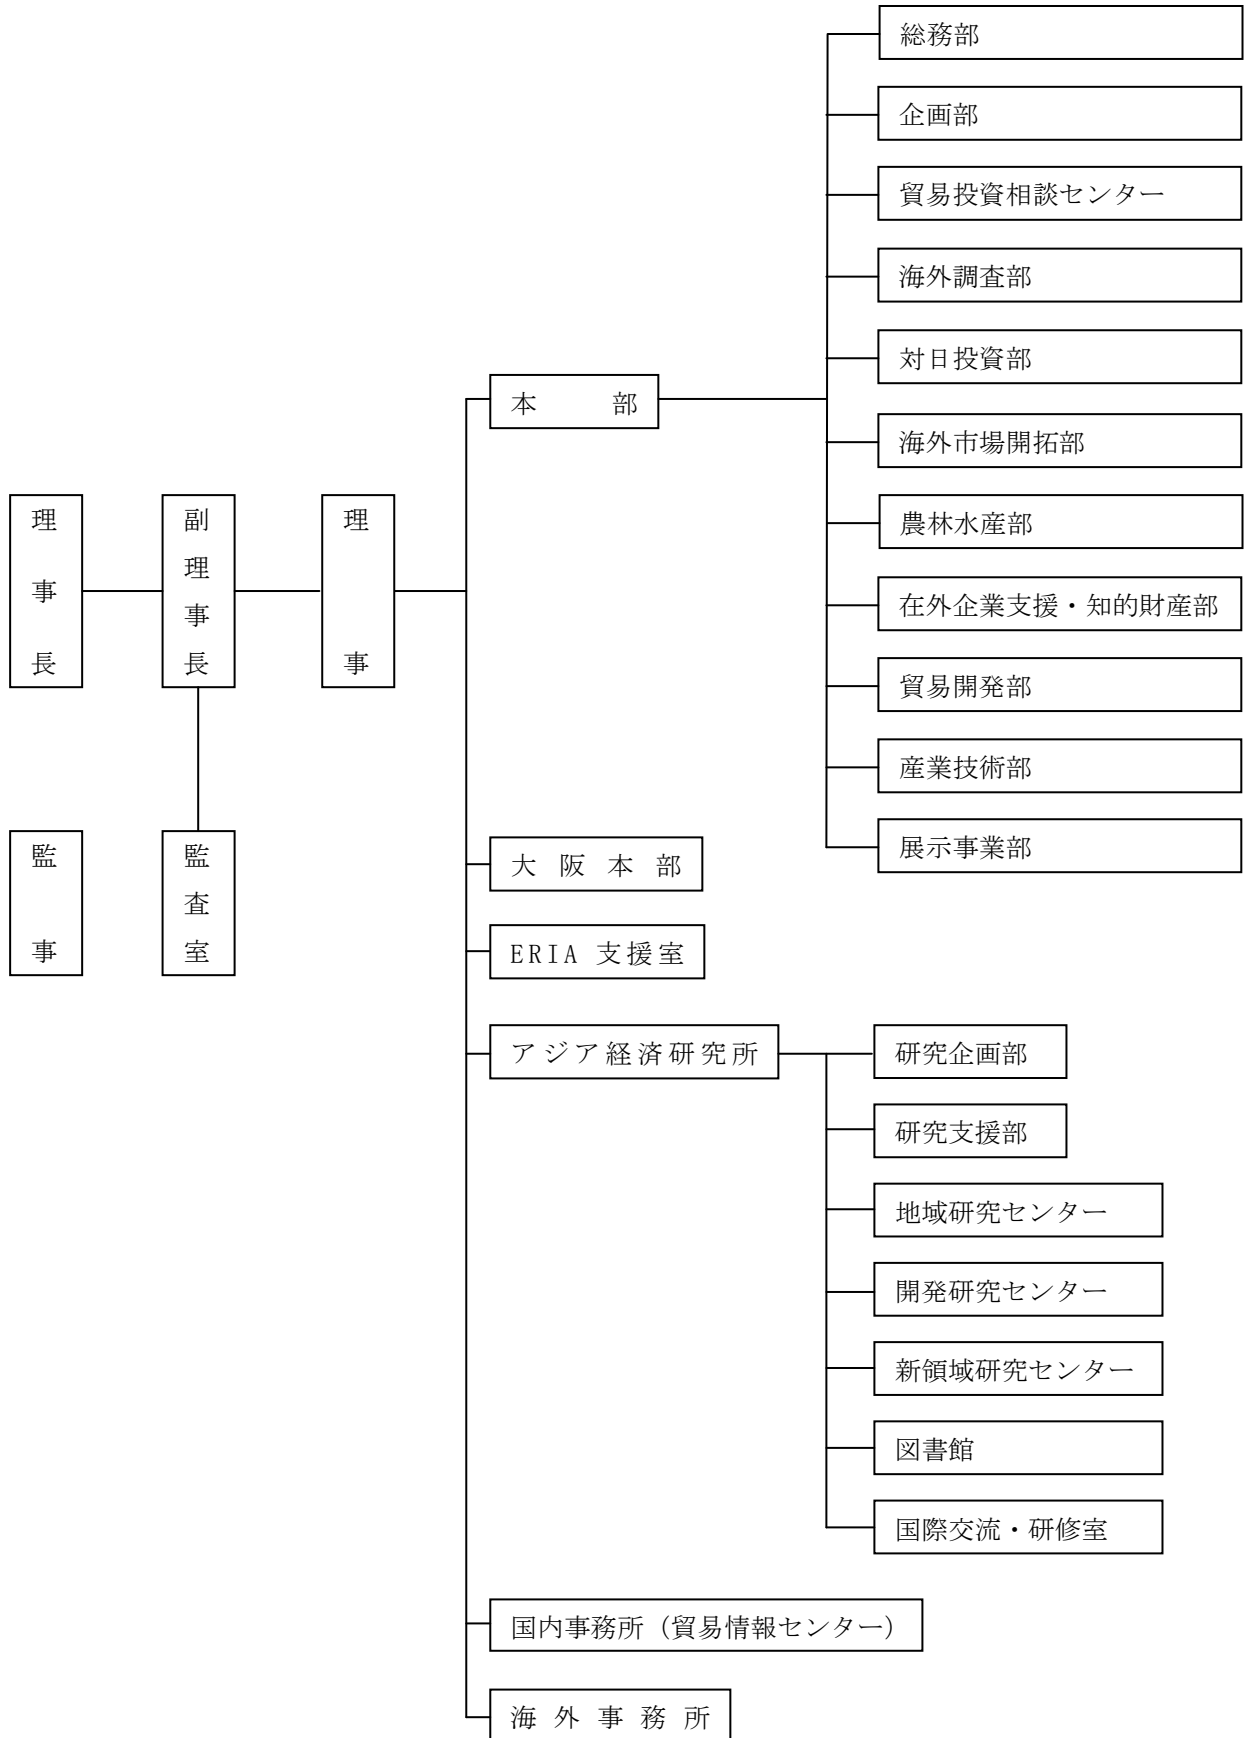 総務部
企画部
貿易投資相談センター
海外調査部
対日投資部
本部
海外市場開拓部
理事長
副理事長
理事
農林水産部
在外企業支援・知的財産部
貿易開発部
産業技術部
監事
監査室
展示事業部
大阪本部
ERIA 支援室
アジア経済研究所
研究企画部
研究支援部
地域研究センター
開発研究センター
新領域研究センター
図書館
国際交流・研修室
国内事務所（貿易情報センター）
海外事務所